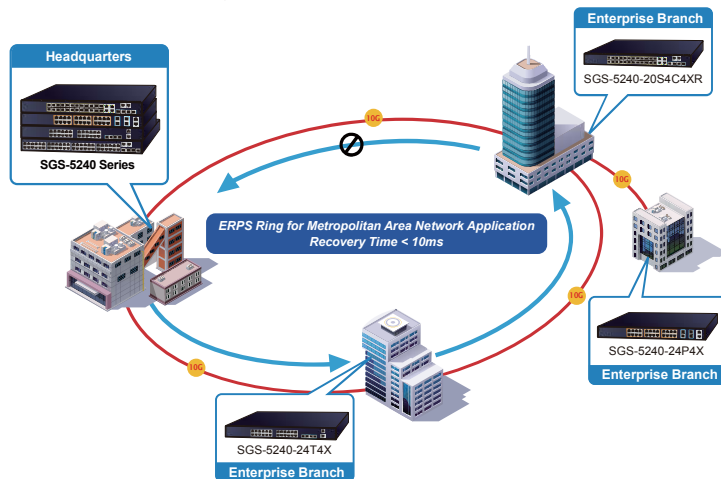 Enterprise Branch
SGS-5240-20S4C4XR
Headquarters
SGS-5240 Series
10G
10G
ERPS Ring for Metropolitan Area Network Application
Recovery Time < 10ms
10G
10G
SGS-5240-24P4X
Enterprise Branch
SGS-5240-24T4X
Enterprise Branch